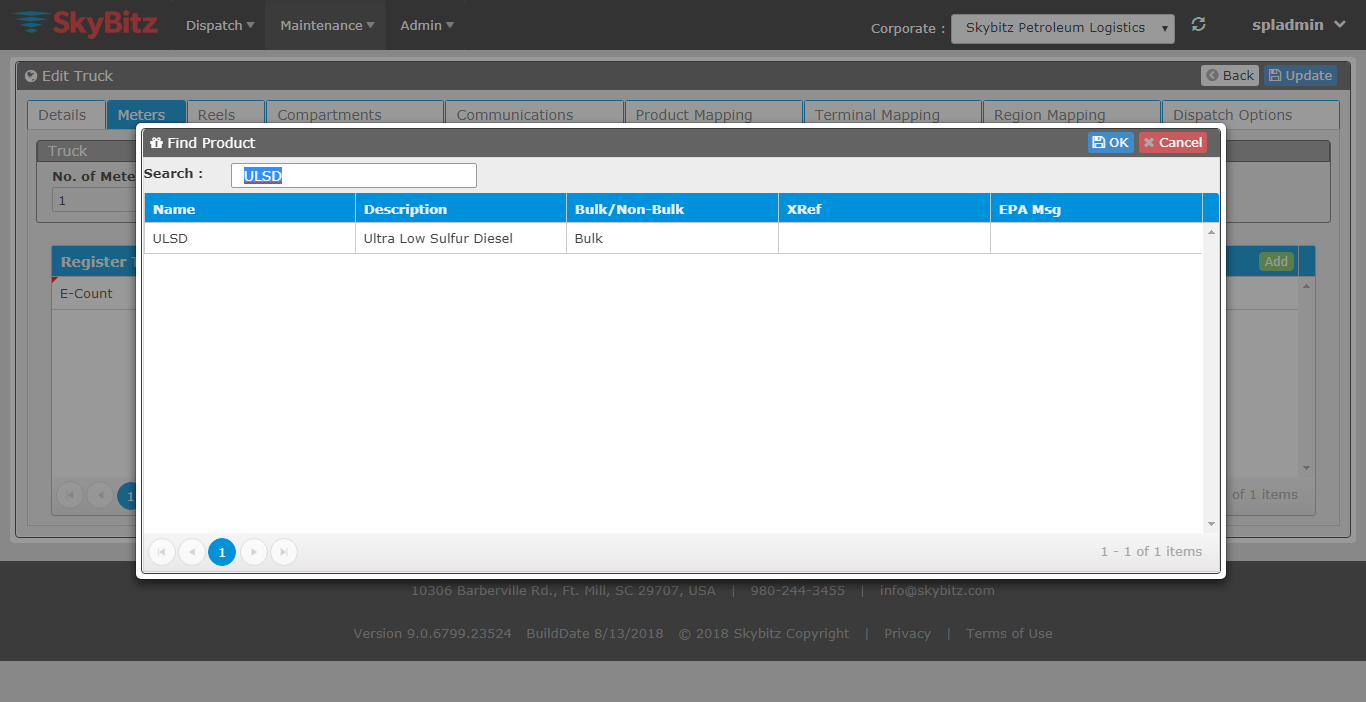 SkyBitz Dispatch Maintenance Admin Corporate : Skybitz Petroleum Logistics spladmin
Edit Truck Back Update
Details Meters Reels Compartments Communications Product Mapping Terminal Mapping Region Mapping Dispatch Options
Find Product OK Cancel
Truck
Search : ULSD
No. of Mete
1
Name Description Bulk/Non-Bulk XRef EPA Msg
ULSD Ultra Low Sulfur Diesel Bulk
Register Add
E-Count
1 of 1 items
1 1 - 1 of 1 items
10306 Barberville Rd., Ft. Mill, SC 29707, USA | 980-244-3455 | info@skybitz.com
Version 9.0.6799.23524 BuildDate 8/13/2018 © 2018 Skybitz Copyright | Privacy | Terms of Use